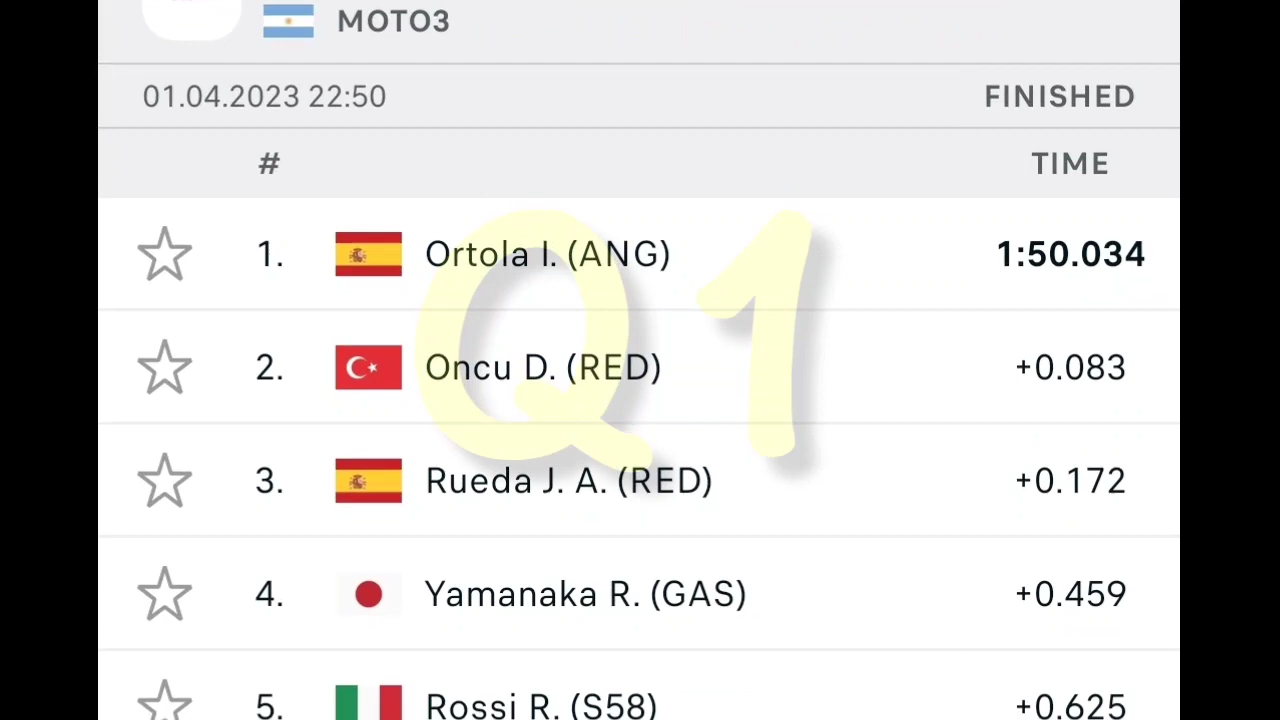 MOTO3
01.04.2023 22:50 FINISHED
# TIME
1. Ortola I. (ANG) 1:50.034
2. Oncu D. (RED) +0.083
3. Rueda J. A. (RED) +0.172
4. Yamanaka R. (GAS) +0.459
5. Rossi R. (S58) +0.625
Q1